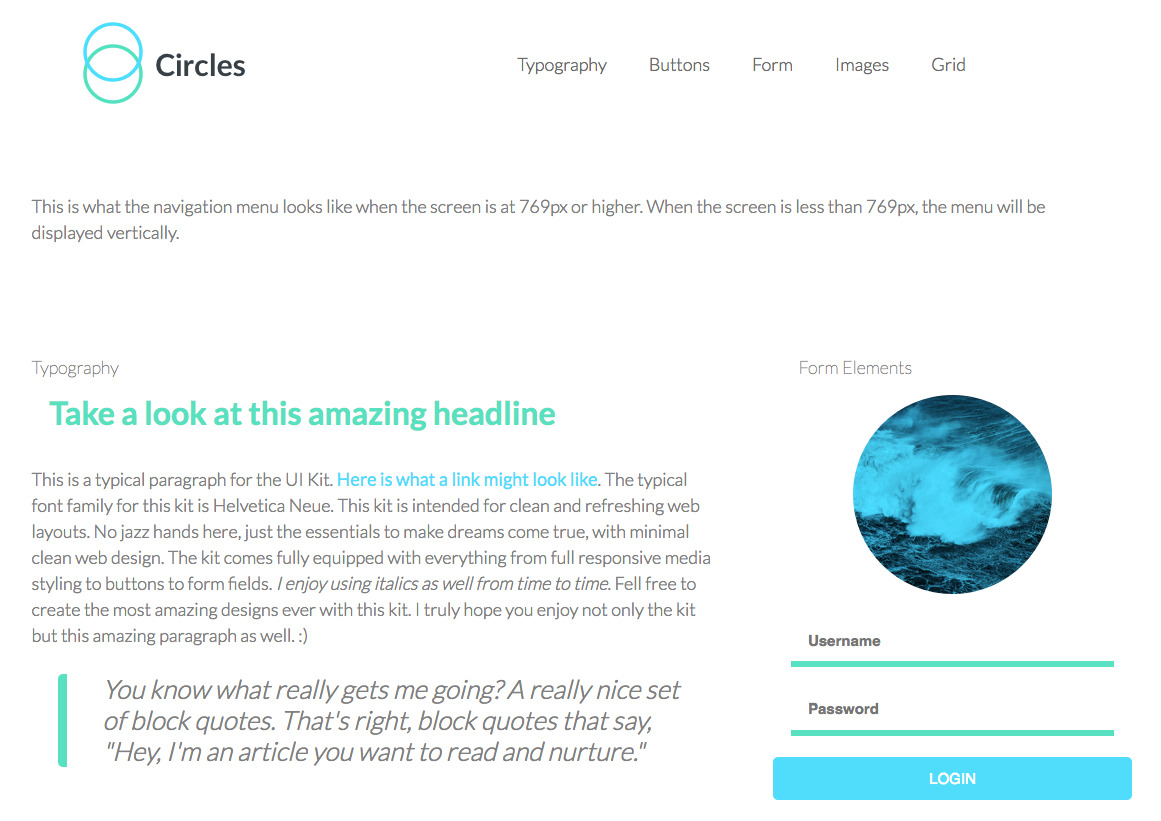 Circles
Typography Buttons Form Images Grid
This is what the navigation menu looks like when the screen is at 769px or higher. When the screen is less than 769px, the menu will be
displayed vertically.
Typography
Take a look at this amazing headline
This is a typical paragraph for the UI Kit. Here is what a link might look like. The typical
font family for this kit is Helvetica Neue. This kit is intended for clean and refreshing web
layouts. No jazz hands here, just the essentials to make dreams come true, with minimal
clean web design. The kit comes fully equipped with everything from full responsive media
styling to buttons to form fields. I enjoy using italics as well from time to time. Fell free to
create the most amazing designs ever with this kit. I truly hope you enjoy not only the kit
but this amazing paragraph as well. :)
You know what really gets me going? A really nice set
of block quotes. That's right, block quotes that say,
"Hey, I'm an article you want to read and nurture."
Form Elements
Username
Password
LOGIN